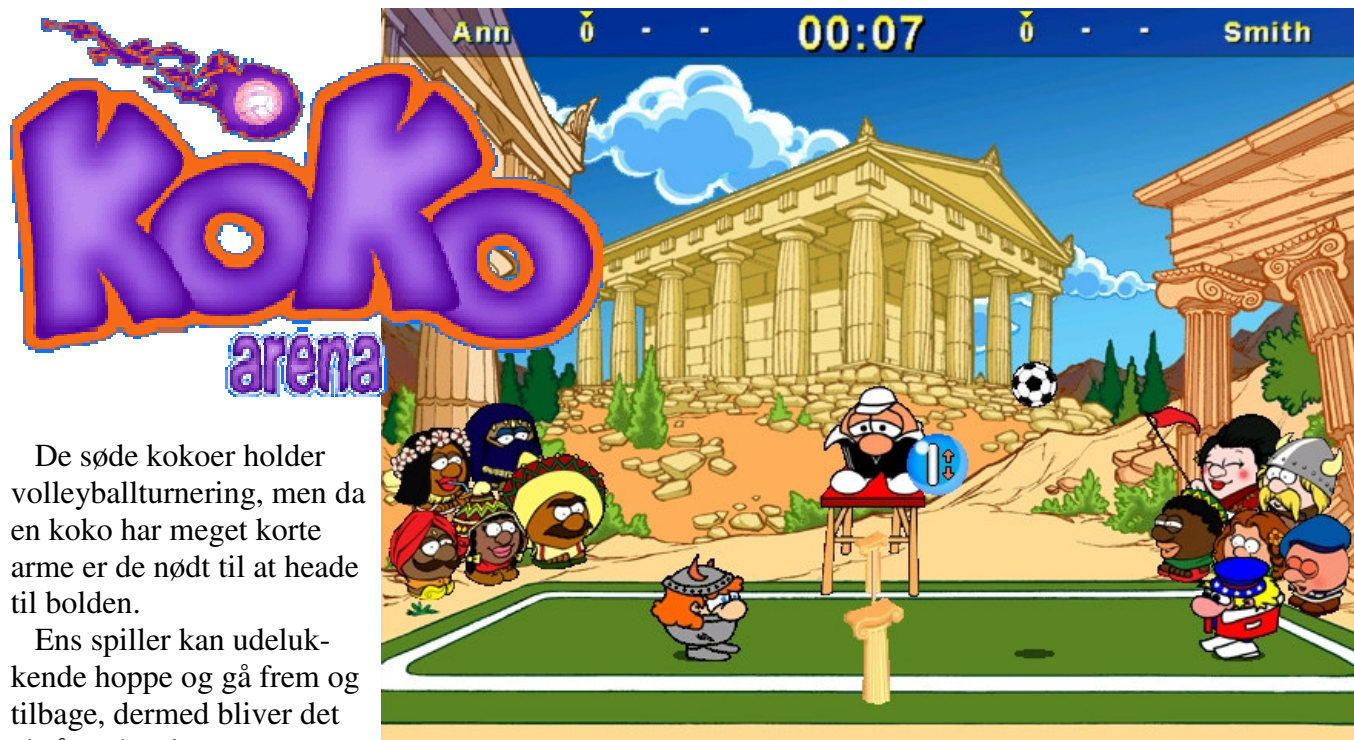 KOKO
arena
Ann 0 - - 00:07 0 - - Smith
De søde kokoer holder
volleyballturnering, men da
en koko har meget korte
arme er de nødt til at heade
til bolden.
Ens spiller kan udeluk-
kende hoppe og gå frem og
tilbage, dermed bliver det